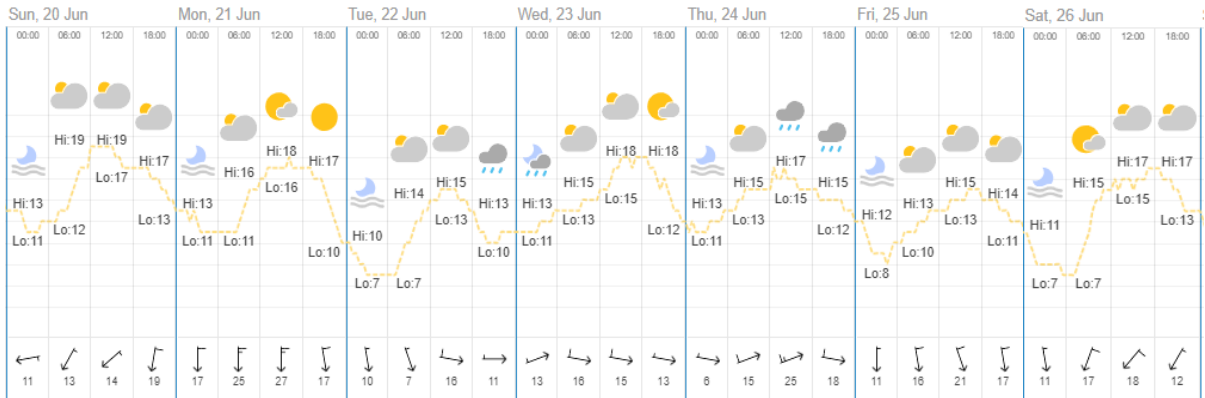 Sun, 20 Jun Mon, 21 Jun Tue, 22 Jun Wed, 23 Jun Thu, 24 Jun Fri, 25 Jun Sat, 26 Jun
00:00 06:00 12:00 18:00 00:00 06:00 12:00 18:00 00:00 06:00 12:00 18:00 00:00 06:00 12:00 18:00 00:00 06:00 12:00 18:00 00:00 06:00 12:00 18:00 00:00 06:00 12:00 18:00
Hi:13 Hi:19 Hi:19 Hi:17 Hi:13 Hi:16 Hi:18 Hi:17 Hi:10 Hi:14 Hi:15 Hi:13 Hi:13 Hi:15 Hi:18 Hi:18 Hi:13 Hi:15 Hi:17 Hi:15 Hi:12 Hi:13 Hi:15 Hi:14 Hi:11 Hi:15 Hi:17 Hi:17
Lo:11 Lo:12 Lo:17 Lo:13 Lo:11 Lo:11 Lo:16 Lo:10 Lo:7 Lo:7 Lo:13 Lo:10 Lo:11 Lo:13 Lo:15 Lo:12 Lo:11 Lo:13 Lo:15 Lo:12 Lo:8 Lo:10 Lo:13 Lo:11 Lo:7 Lo:7 Lo:15 Lo:13
11 13 14 19 17 25 27 17 10 7 16 11 13 16 15 13 6 15 25 18 11 16 21 17 11 17 18 12